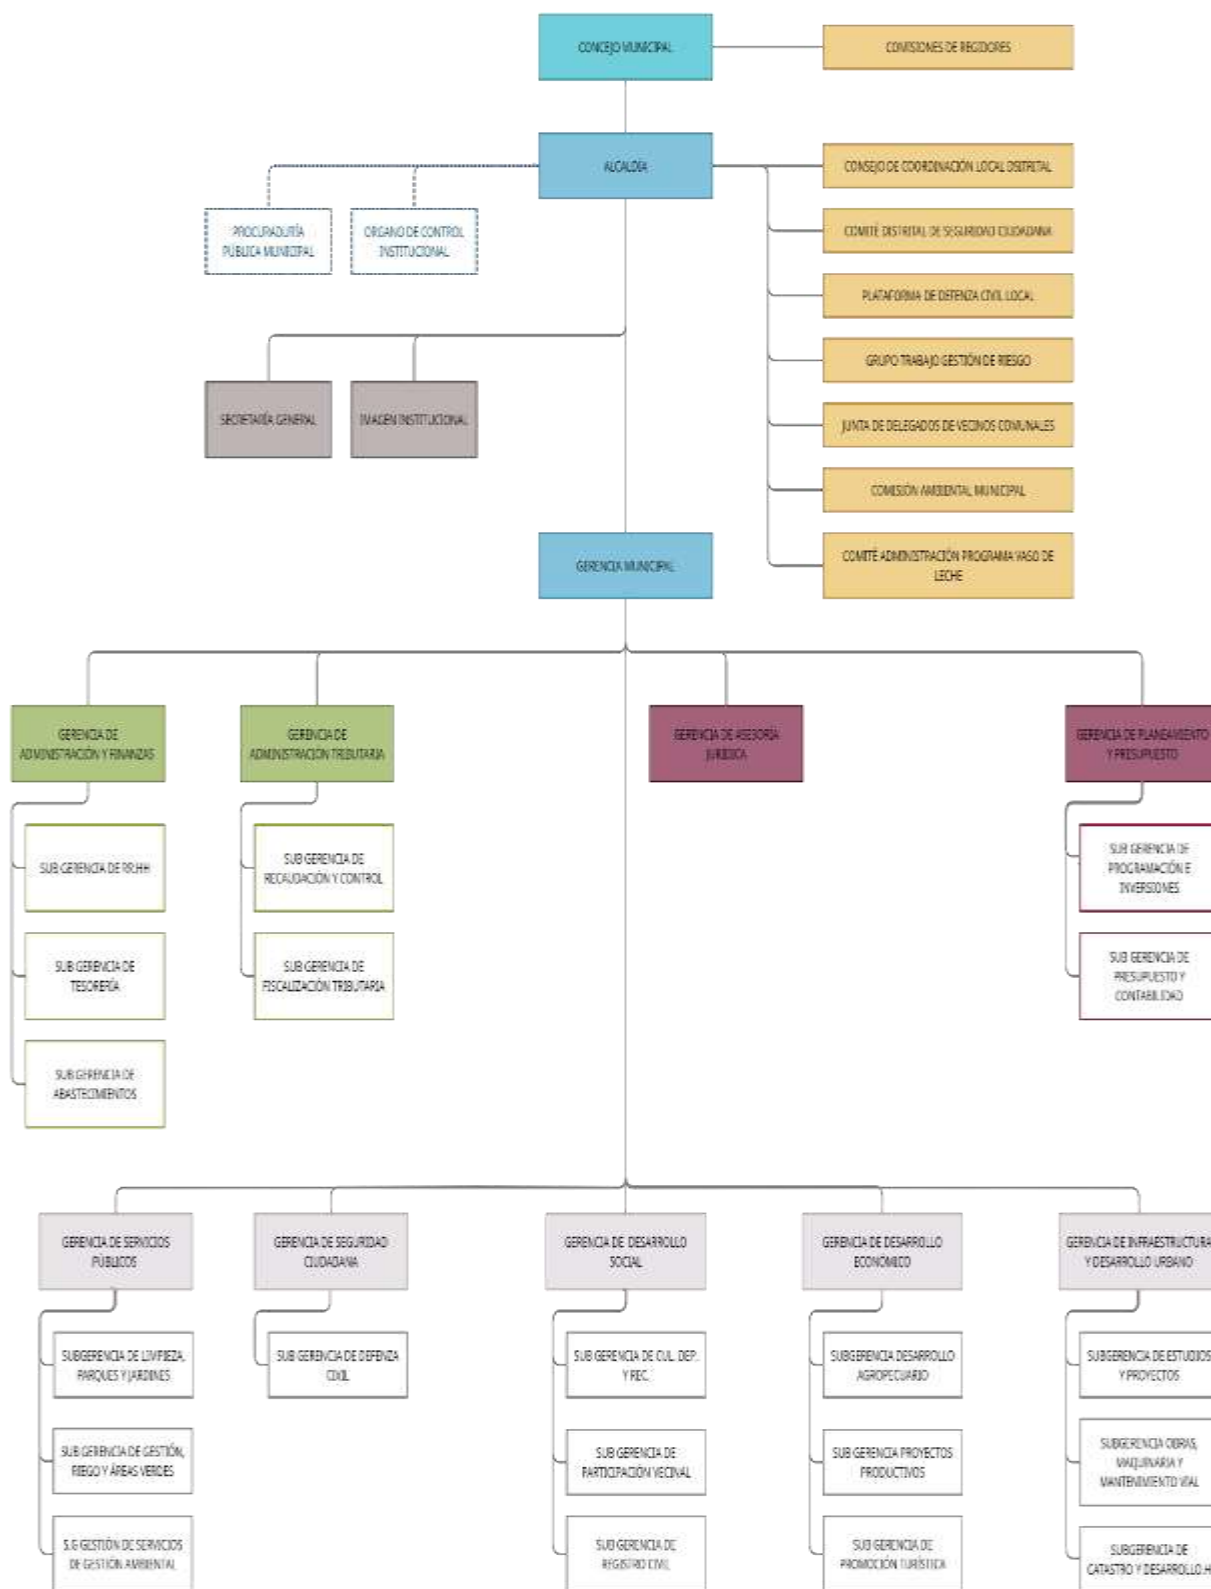 CONCEJO MUNICIPAL
COMISIONES DE REGIDORES
ALCALDÍA
CONSEJO DE COORDINACIÓN LOCAL DSITRITAL
PROCURADURÍA
PÚBLICA MUNICIPAL
ORGANO DE CONTROL
INSTITUCIONAL
COMITÉ DISTRITAL DE SEGURIDAD CIUDADANA
PLATAFORMA DE DEFENZA CIVIL LOCAL
GRUPO TRABAJO GESTIÓN DE RIESGO
SECRETARÍA GENERAL
IMAGEN INSTITUCIONAL
JUNTA DE DELEGADOS DE VECINOS COMUNALES
COMISIÓN AMBIENTAL MUNICIPAL
GERENCIA MUNICIPAL
COMITÉ ADMINISTRACIÓN PROGRAMA VASO DE
LECHE
GERENCIA DE
ADMINISTRACIÓN Y FINANZAS
GERENCIA DE
ADMINISTRACIÓN TRIBUTARIA
GERENCIA DE ASESORÍA
JURIDICA
GERENCIA DE PLANEAMIENTO
Y PRESUPUESTO
SUB GERENCIA DE RR.HH
SUB GERENCIA DE
RECAUDACIÓN Y CONTROL
SUB GERENCIA DE
PROGRAMACIÓN E
INVERSIONES
SUB GERENCIA DE
TESORERÍA
SUB GERENCIA DE
FISCALIZACIÓN TRIBUTARIA
SUB GERENCIA DE
PRESUPUESTO Y
CONTABILIDAD
SUB GERENCIA DE
ABASTECIMIENTOS
GERENCIA DE SERVICIOS
PÚBLICOS
GERENCIA DE SEGURIDAD
CIUDADANA
GERENCIA DE DESARROLLO
SOCIAL
GERENCIA DE DESARROLLO
ECONÓMICO
GERENCIA DE INFRAESTRUCTURA
Y DESARROLLO URBANO
SUBGERENCIA DE LIMPIEZA,
PARQUES Y JARDINES
SUB GERENCIA DE DEFENZA
CIVIL
SUB GERENCIA DE CUL. DEP.
Y REC.
SUBGERENCIA DESARROLLO
AGROPECUARIO
SUBGERENCIA DE ESTUDIOS
Y PROYECTOS
SUB GERENCIA DE GESTIÓN,
RIEGO Y ÁREAS VERDES
SUB GERENCIA DE
PARTICIPACIÓN VECINAL
SUB GERENCIA PROYECTOS
PRODUCTIVOS
SUBGERENCIA OBRAS,
MAQUINARIA Y
MANTENIMIENTO VIAL
S.G GESTIÓN DE SERVICIOS
DE GESTIÓN AMBIENTAL
SUB GERENCIA DE
REGISTRO CIVIL
SUB GERENCIA DE
PROMOCIÓN TURÍSTICA
SUBGERENCIA DE
CATASTRO Y DESARROLLO.H